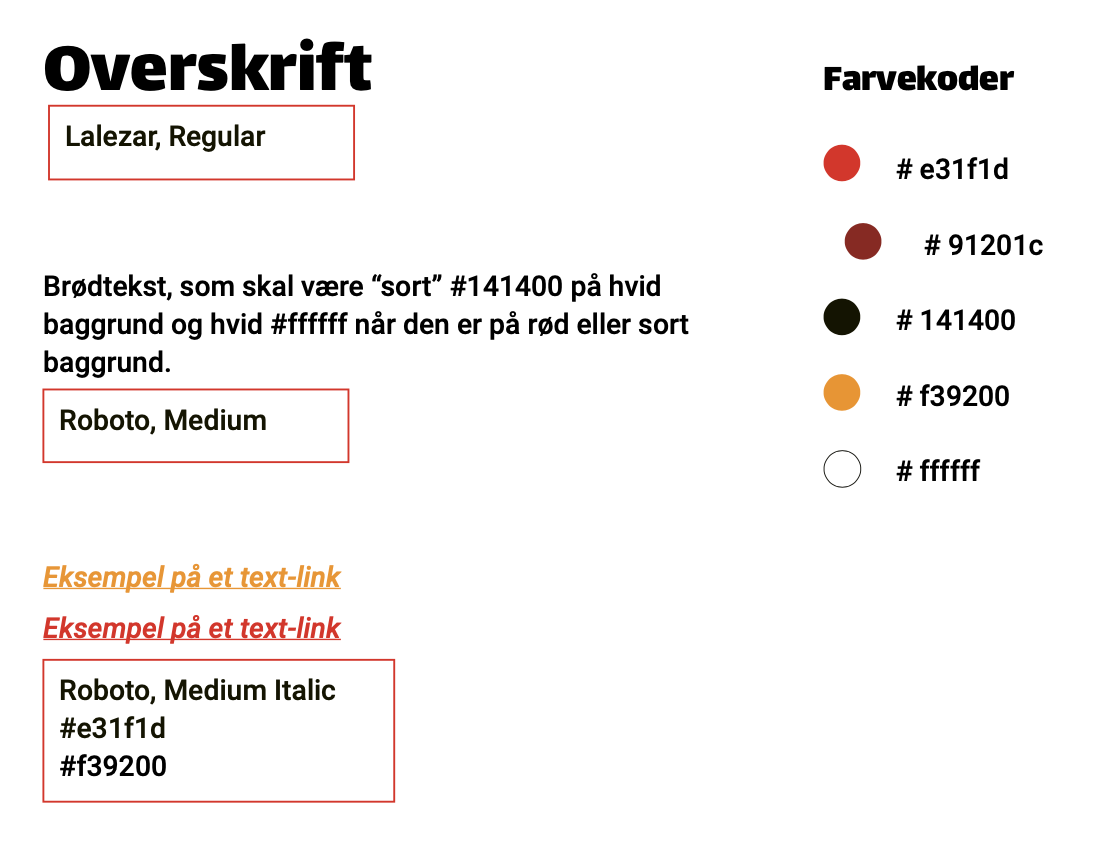 Overskrift
Lalezar, Regular
Brødtekst, som skal være “sort” #141400 på hvid
baggrund og hvid #ffffff når den er på rød eller sort
baggrund.
Roboto, Medium
Eksempel på et text-link
Eksempel på et text-link
Roboto, Medium Italic
#e31f1d
#f39200
Farvekoder
# e31f1d
# 91201c
# 141400
# f39200
# ffffff